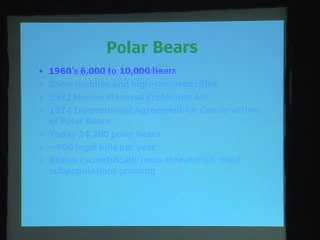 Polar Bears
• 1960's 6,000 to 10,000 bears
• Snowmobiles and high-powered rifles
• 1972 Marine Mammal Protection Act
• 1974 International Agreement for Conservation
of Polar Bears
• Today 24,200 polar bears
• >800 legal kills per year
• Status (scientifically) non-threatened, most
subpopulations growing